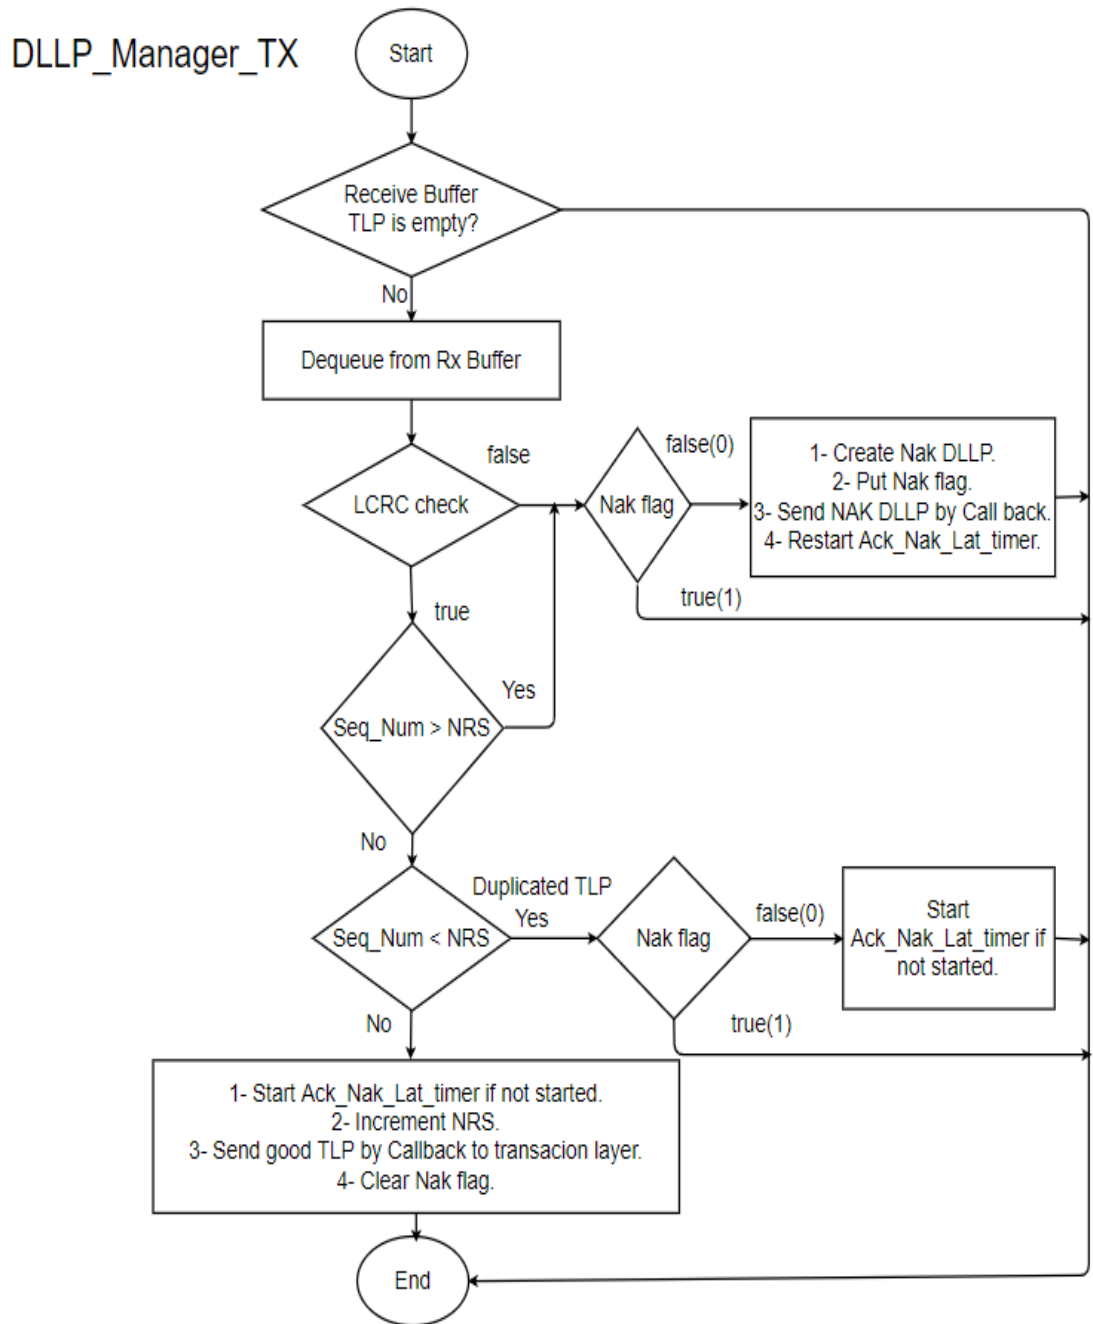 DLLP_Manager_TX
Start
Receive Buffer
TLP is empty?
No
Dequeue from Rx Buffer
LCRC check
false
Nak flag
false(0)
1- Create Nak DLLP.
2- Put Nak flag.
3- Send NAK DLLP by Call back.
4- Restart Ack_Nak_Lat_timer.
true(1)
true
Seq_Num > NRS
Yes
No
Seq_Num < NRS
Duplicated TLP
Yes
Nak flag
false(0)
Start
Ack_Nak_Lat_timer if
not started.
true(1)
No
1- Start Ack_Nak_Lat_timer if not started.
2- Increment NRS.
3- Send good TLP by Callback to transacion layer.
4- Clear Nak flag.
End